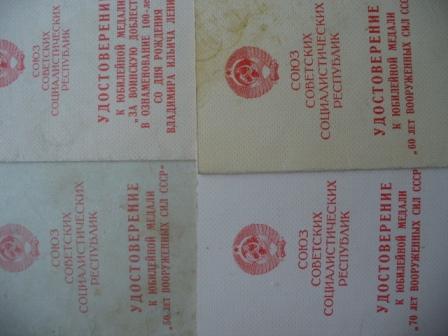 СОЮЗ
СОВЕТСКИХ
СОЦИАЛИСТИЧЕСКИХ
РЕСПУБЛИК
УДОСТОВЕРЕНИЕ
К ЮБИЛЕЙНОЙ МЕДАЛИ
„ЗА ВОИНСКУЮ ДОБЛЕСТЬ
В ОЗНАМЕНОВАНИЕ 100-ле
СО ДНЯ РОЖДЕНИЯ
ВЛАДИМИРА ИЛЬИЧА ЛЕНИ
СОЮЗ
СОВЕТСКИХ
СОЦИАЛИСТИЧЕСКИХ
РЕСПУБЛИК
УДОСТОВЕРЕНИЕ
К ЮБИЛЕЙНОЙ МЕДАЛИ
„60 ЛЕТ ВООРУЖЕННЫХ СИЛ СССР"
СОЮЗ
СОВЕТСКИХ
СОЦИАЛИСТИЧЕСКИХ
РЕСПУБЛИК
УДОСТОВЕРЕНИЕ
К ЮБИЛЕЙНОЙ МЕДАЛИ
„50 ЛЕТ ВООРУЖЕННЫХ СИЛ СССР"
СОЮЗ
СОВЕТСКИХ
СОЦИАЛИСТИЧЕСКИХ
РЕСПУБЛИК
УДОСТОВЕРЕНИЕ
К ЮБИЛЕЙНОЙ МЕДАЛИ
„70 ЛЕТ ВООРУЖЕННЫХ СИЛ СССР"